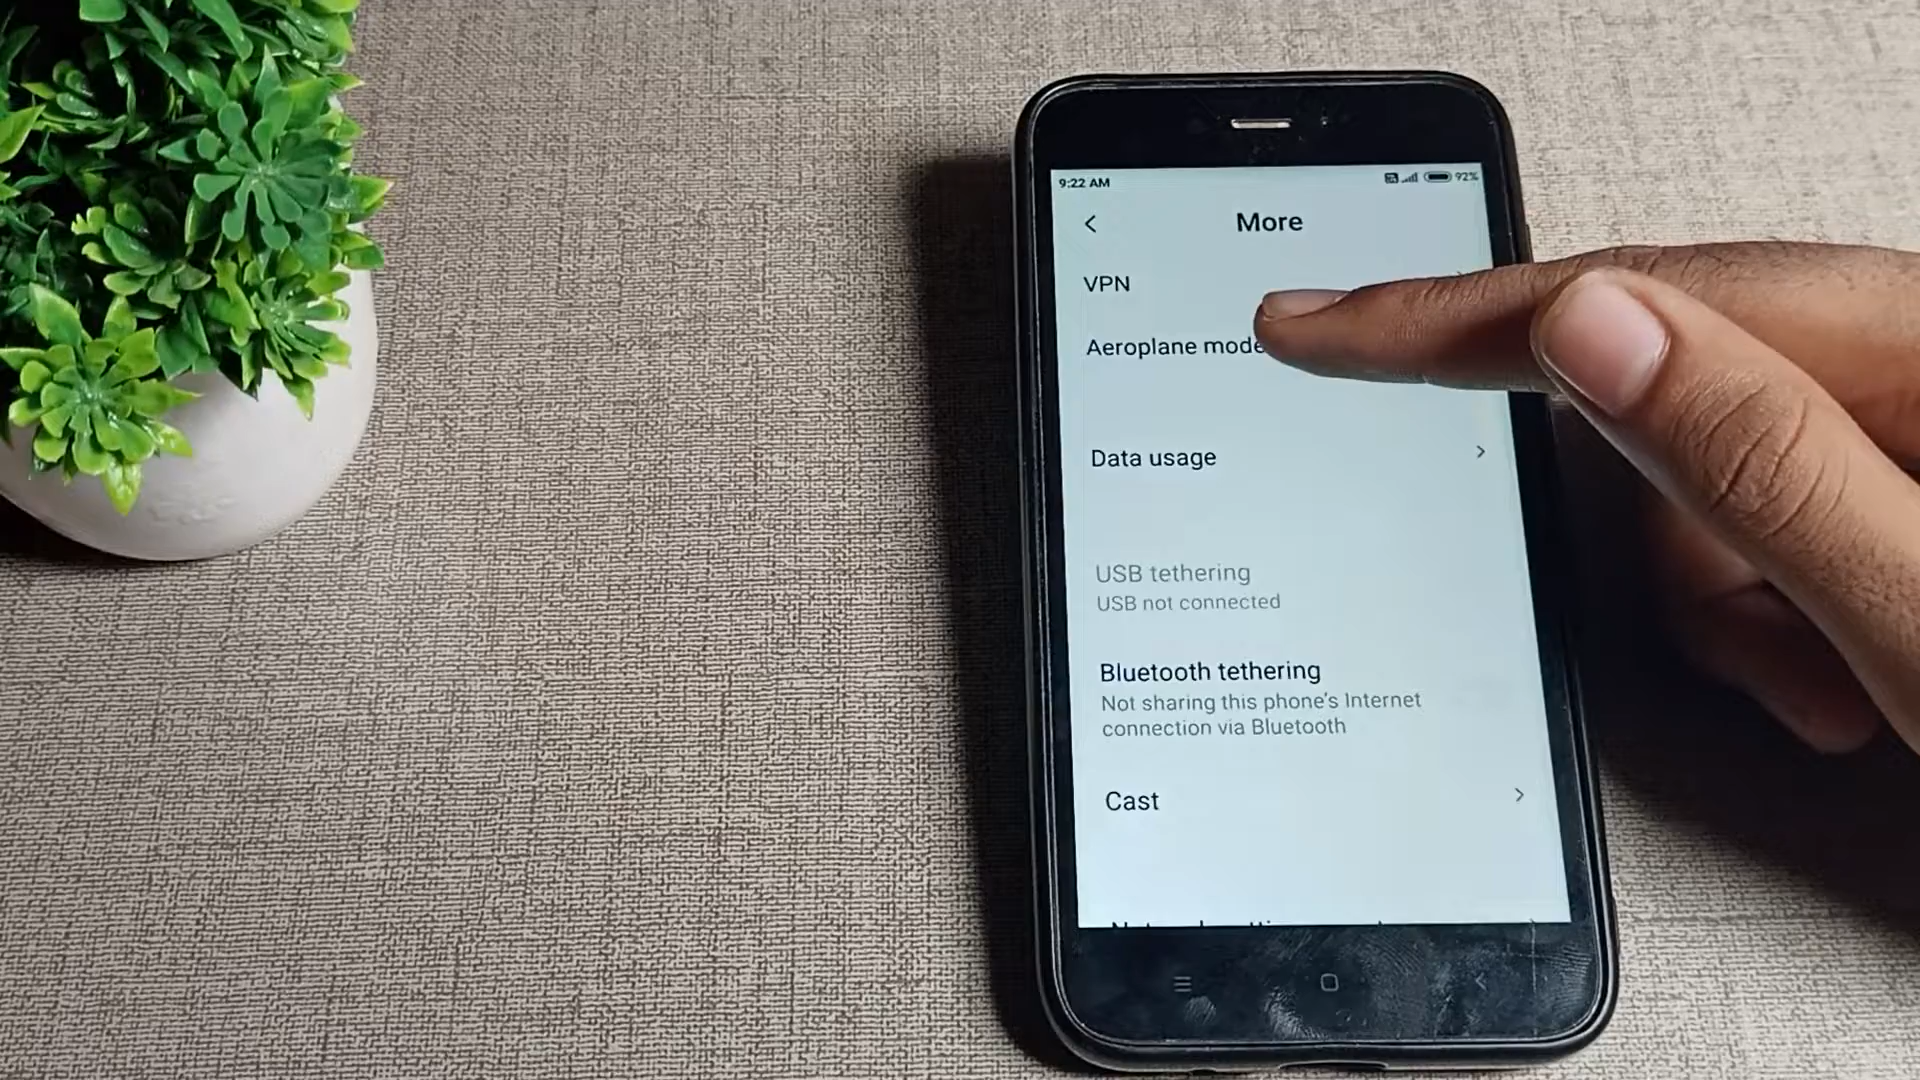 9:22 AM
92%
More
VPN
Aeroplane mode
Data usage
USB tethering
USB not connected
Bluetooth tethering
Not sharing this phone's Internet
connection via Bluetooth
Cast